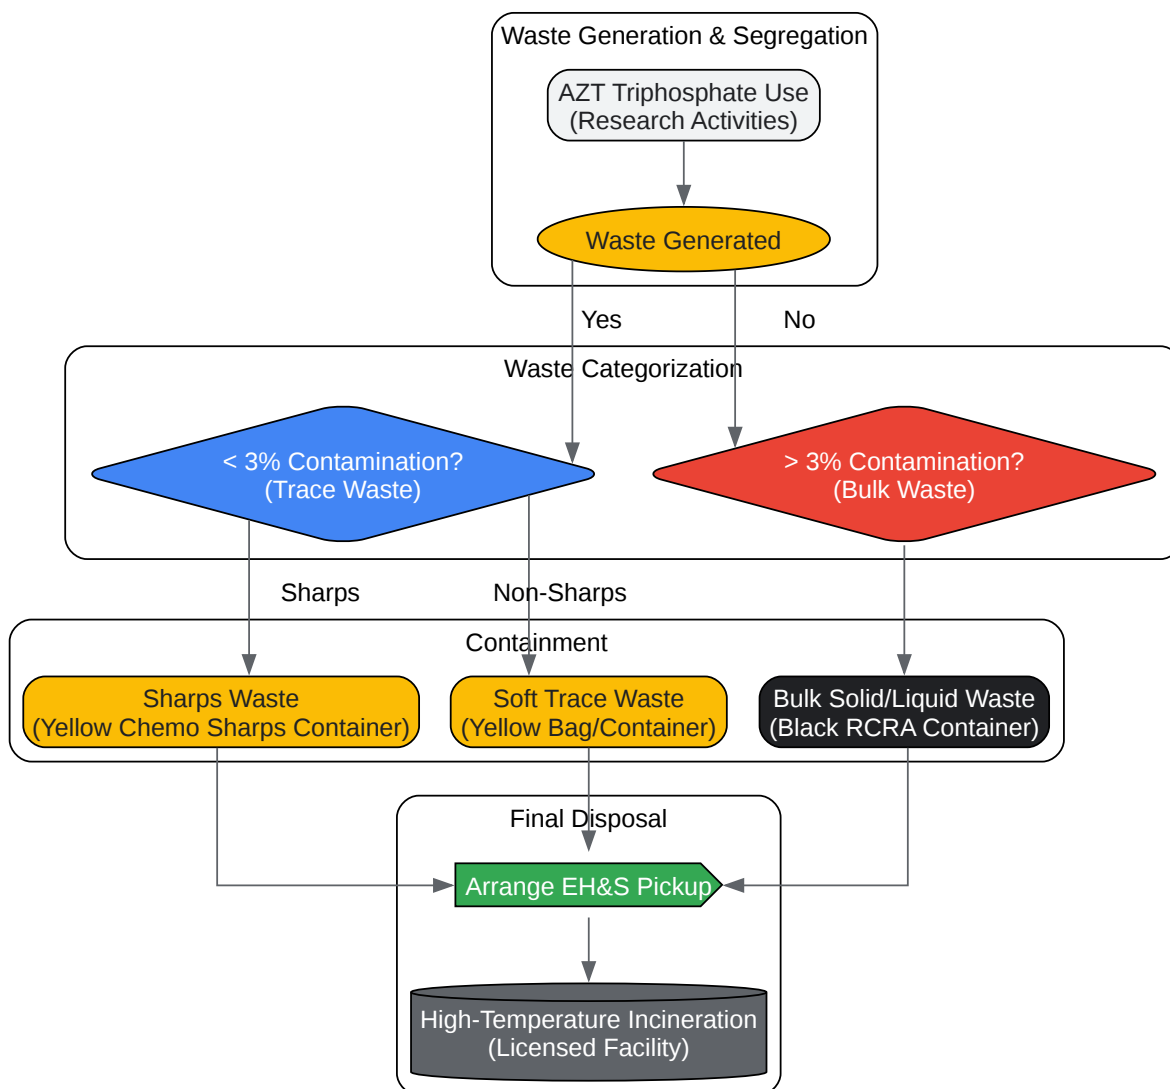 Waste Generation & Segregation
AZT Triphosphate Use
(Research Activities)
Waste Generated
Yes
No
Waste Categorization
< 3% Contamination?
(Trace Waste)
> 3% Contamination?
(Bulk Waste)
Sharps
Non-Sharps
Containment
Sharps Waste
(Yellow Chemo Sharps Container)
Soft Trace Waste
(Yellow Bag/Container)
Bulk Solid/Liquid Waste
(Black RCRA Container)
Final Disposal
Arrange EH&S Pickup
High-Temperature Incineration
(Licensed Facility)